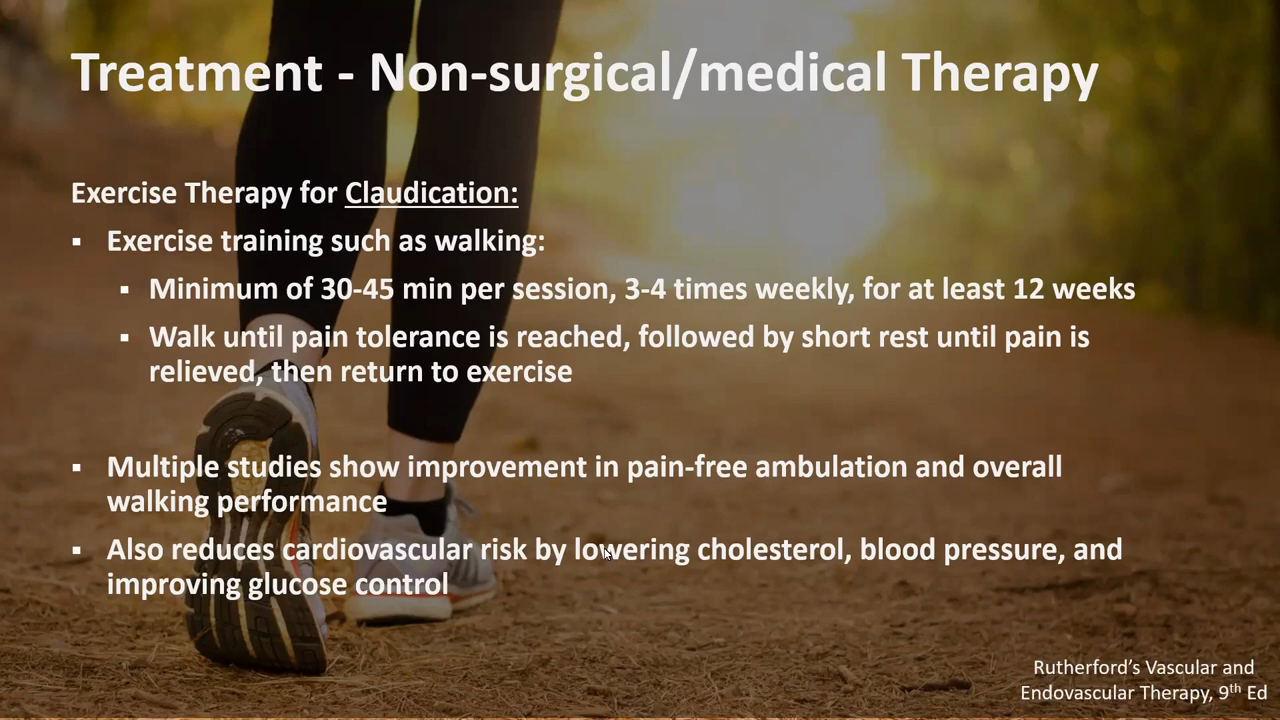 Treatment - Non-surgical/medical Therapy
Exercise Therapy for Claudication:
▪ Exercise training such as walking:
▪ Minimum of 30-45 min per session, 3-4 times weekly, for at least 12 weeks
▪ Walk until pain tolerance is reached, followed by short rest until pain is
relieved, then return to exercise
▪ Multiple studies show improvement in pain-free ambulation and overall
walking performance
▪ Also reduces cardiovascular risk by lowering cholesterol, blood pressure, and
improving glucose control
Rutherford’s Vascular and
Endovascular Therapy, 9th Ed